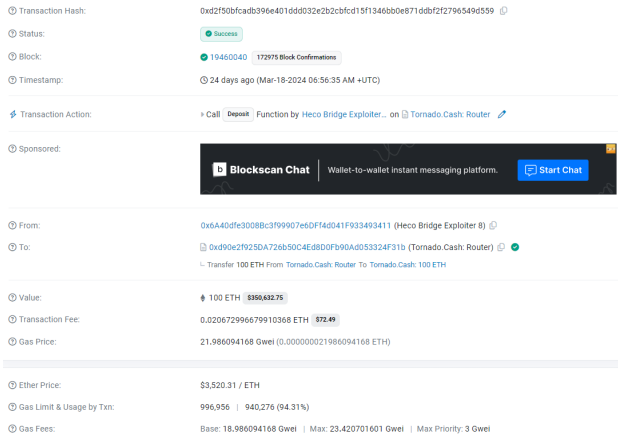 Transaction Hash: 0xd2f50bfcadb396e401ddd032e2b2cbfcd15f1346bb0e871ddbf2f2796549d559
Status: Success
Block: 19460040 172975 Block Confirmations
Timestamp: 24 days ago (Mar-18-2024 06:56:35 AM +UTC)
Transaction Action: Call Deposit Function by Heco Bridge Exploiter... on Tornado.Cash: Router
Sponsored:
b Blockscan Chat Wallet-to-wallet instant messaging platform. Start Chat
From: 0x6A40dfe3008Bc3f99907e6DFf4d041F933493411 (Heco Bridge Exploiter 8)
To: 0xd90e2f925DA726b50C4Ed8D0Fb90Ad053324F31b (Tornado.Cash: Router)
Transfer 100 ETH From Tornado.Cash: Router To Tornado.Cash: 100 ETH
Value: 100 ETH $350,632.75
Transaction Fee: 0.020672996679910368 ETH $72.49
Gas Price: 21.986094168 Gwei (0.000000021986094168 ETH)
Ether Price: $3,520.31 / ETH
Gas Limit & Usage by Txn: 996,956 | 940,276 (94.31%)
Gas Fees: Base: 18.986094168 Gwei | Max: 23.420701601 Gwei | Max Priority: 3 Gwei